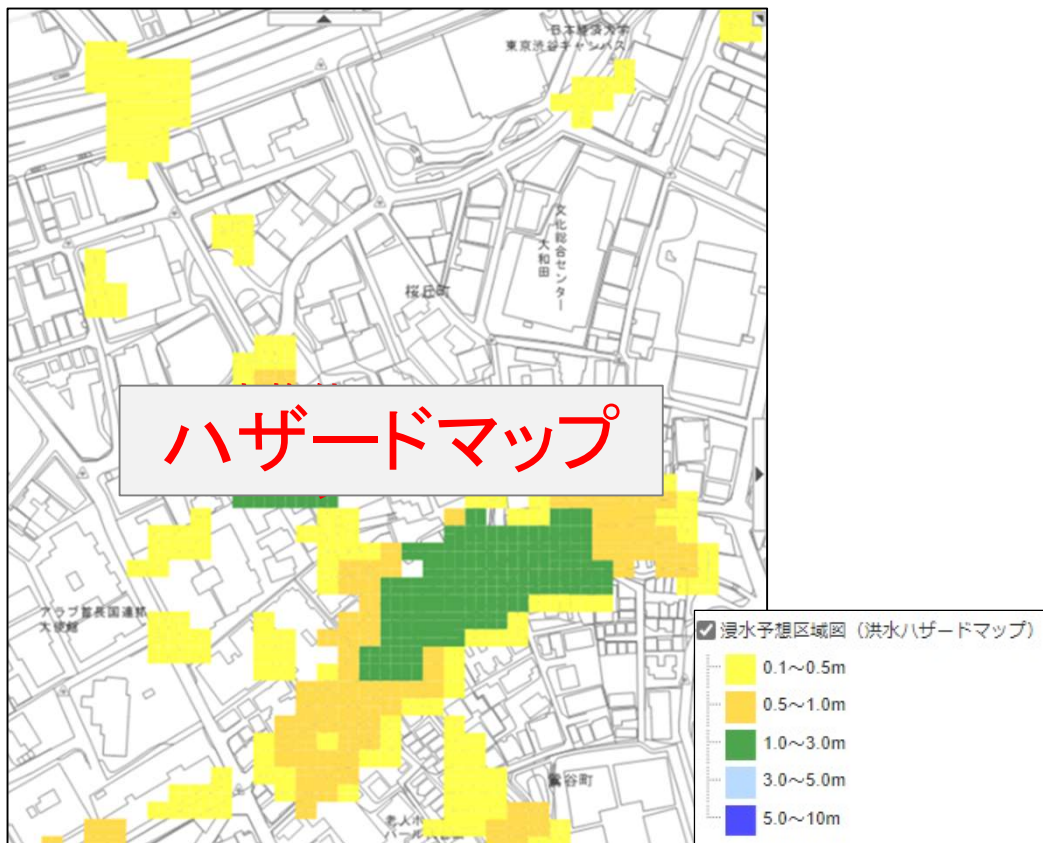 日本経済大学
東京渋谷キャンパス
文化総合センター
大和田
桜丘町
ハザードマップ
アラブ首長国連邦
大使館
鶯谷町
老人ホ
浸水予想区域図（洪水ハザードマップ）
0.1～0.5m
0.5～1.0m
1.0～3.0m
3.0～5.0m
5.0～10m